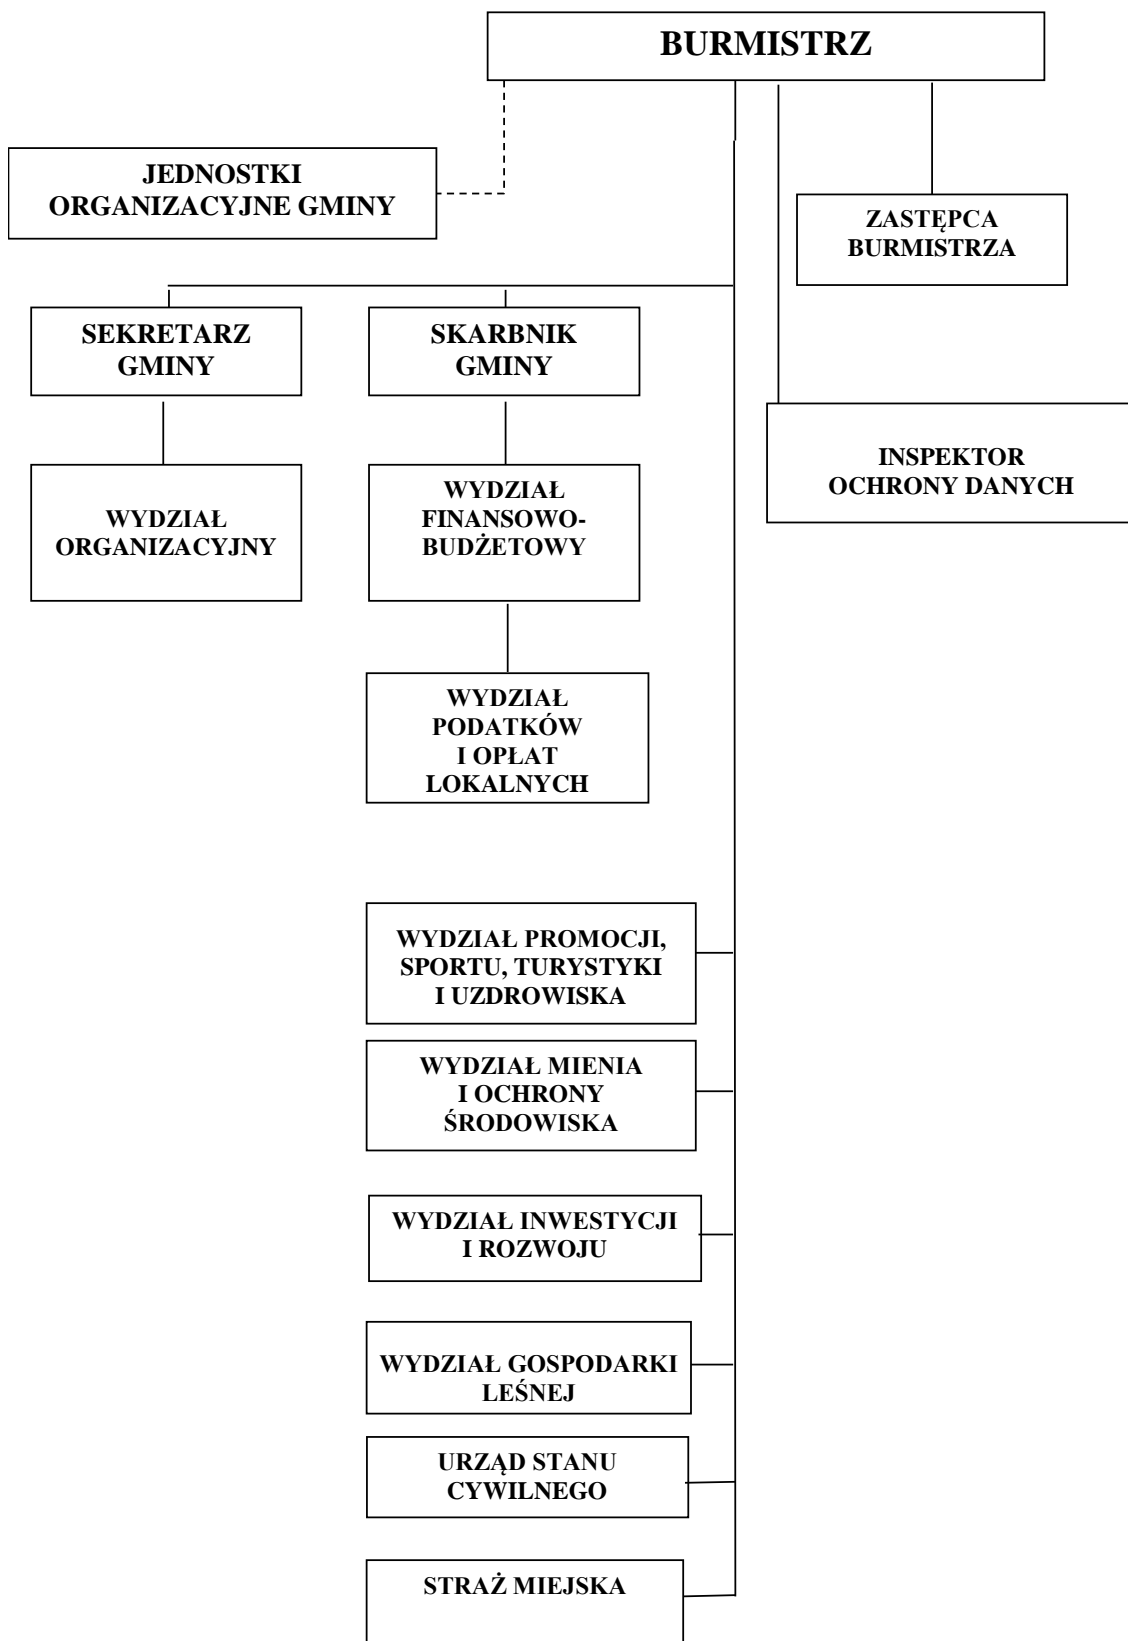 BURMISTRZ
JEDNOSTKI
ORGANIZACYJNE GMINY
ZASTĘPCA
BURMISTRZA
SEKRETARZ
GMINY
SKARBNIK
GMINY
INSPEKTOR
OCHRONY DANYCH
WYDZIAŁ
ORGANIZACYJNY
WYDZIAŁ
FINANSOWO-
BUDŻETOWY
WYDZIAŁ
PODATKÓW
I OPŁAT
LOKALNYCH
WYDZIAŁ PROMOCJI,
SPORTU, TURYSTYKI
I UZDROWISKA
WYDZIAŁ MIENIA
I OCHRONY
ŚRODOWISKA
WYDZIAŁ INWESTYCJI
I ROZWOJU
WYDZIAŁ GOSPODARKI
LEŚNEJ
URZĄD STANU
CYWILNEGO
STRAŻ MIEJSKA